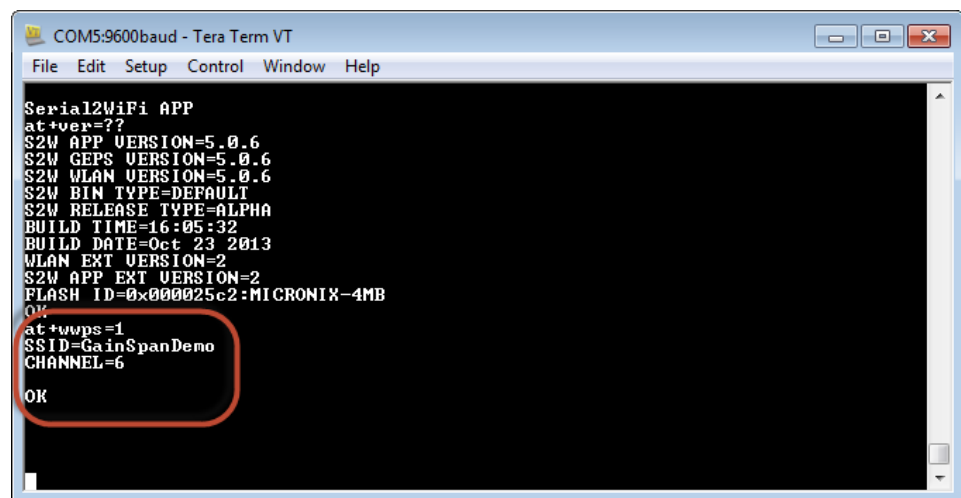 COM5:9600baud - Tera Term VT
File Edit Setup Control Window Help
Serial2WiFi APP
at+ver=??
S2W APP VERSION=5.0.6
S2W GEPS VERSION=5.0.6
S2W WLAN VERSION=5.0.6
S2W BIN TYPE=DEFAULT
S2W RELEASE TYPE=ALPHA
BUILD TIME=16:05:32
BUILD DATE=Oct 23 2013
WLAN EXT VERSION=2
S2W APP EXT VERSION=2
FLASH ID=0x000025c2:MICRONIX-4MB
OK
at+wwps=1
SSID=GainSpanDemo
CHANNEL=6
OK